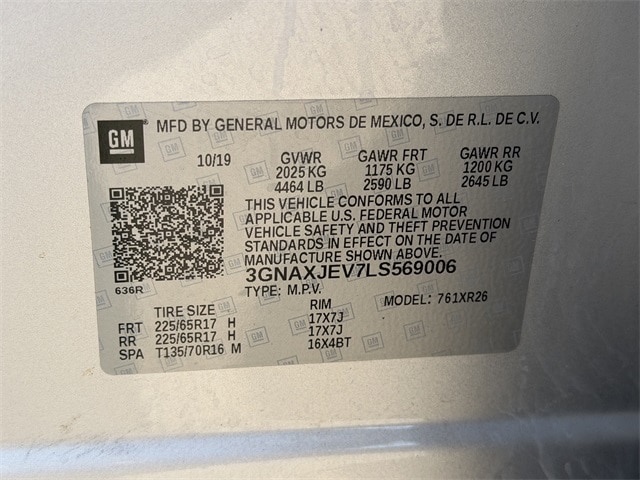 GM MFD BY GENERAL MOTORS DE MEXICO, S. DE R.L. DE C.V.
10/19 GVWR GAWR FRT GAWR RR
2025 KG 1175 KG 1200 KG
4464 LB 2590 LB 2645 LB
THIS VEHICLE CONFORMS TO ALL
APPLICABLE U.S. FEDERAL MOTOR
VEHICLE SAFETY AND THEFT PREVENTION
STANDARDS IN EFFECT ON THE DATE OF
MANUFACTURE SHOWN ABOVE.
3GNAXJEV7LS569006
636R TYPE: M.P.V.
TIRE SIZE RIM MODEL: 761XR26
FRT 225/65R17 H 17X7J
RR 225/65R17 H 17X7J
SPA T135/70R16 M 16X4BT